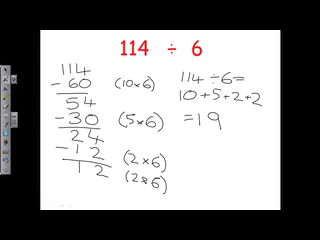 114 ÷ 6
114
- 60 (10×6)
54
- 30 (5×6)
24
- 12 (2×6)
12 (2×6)
114 ÷6=
10+5+2+2
=19